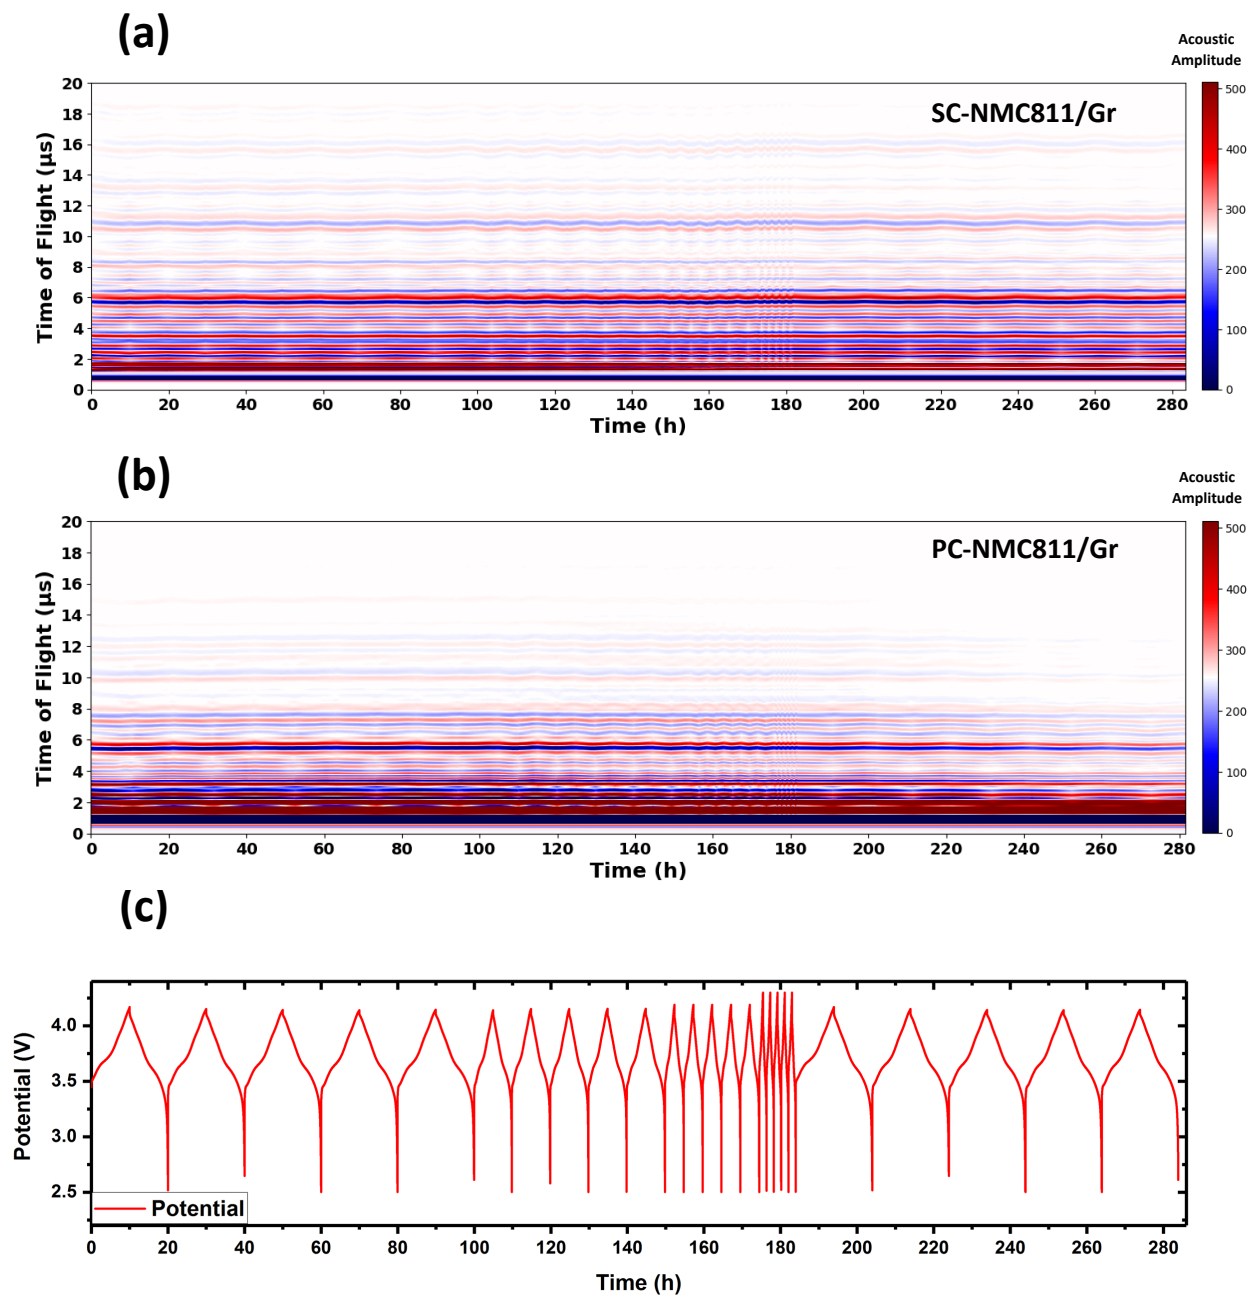 (a)
Acoustic
Amplitude
SC-NMC811/Gr
Time of Flight (μs)
20
18
16
14
12
10
8
6
4
2
0
0 20 40 60 80 100 120 140 160 180 200 220 240 260 280
Time (h)
500
400
300
200
100
0
(b)
Acoustic
Amplitude
PC-NMC811/Gr
Time of Flight (μs)
20
18
16
14
12
10
8
6
4
2
0
0 20 40 60 80 100 120 140 160 180 200 220 240 260 280
Time (h)
500
400
300
200
100
0
(c)
Potential (V)
4.0
3.5
3.0
2.5
Potential
0 20 40 60 80 100 120 140 160 180 200 220 240 260 280
Time (h)